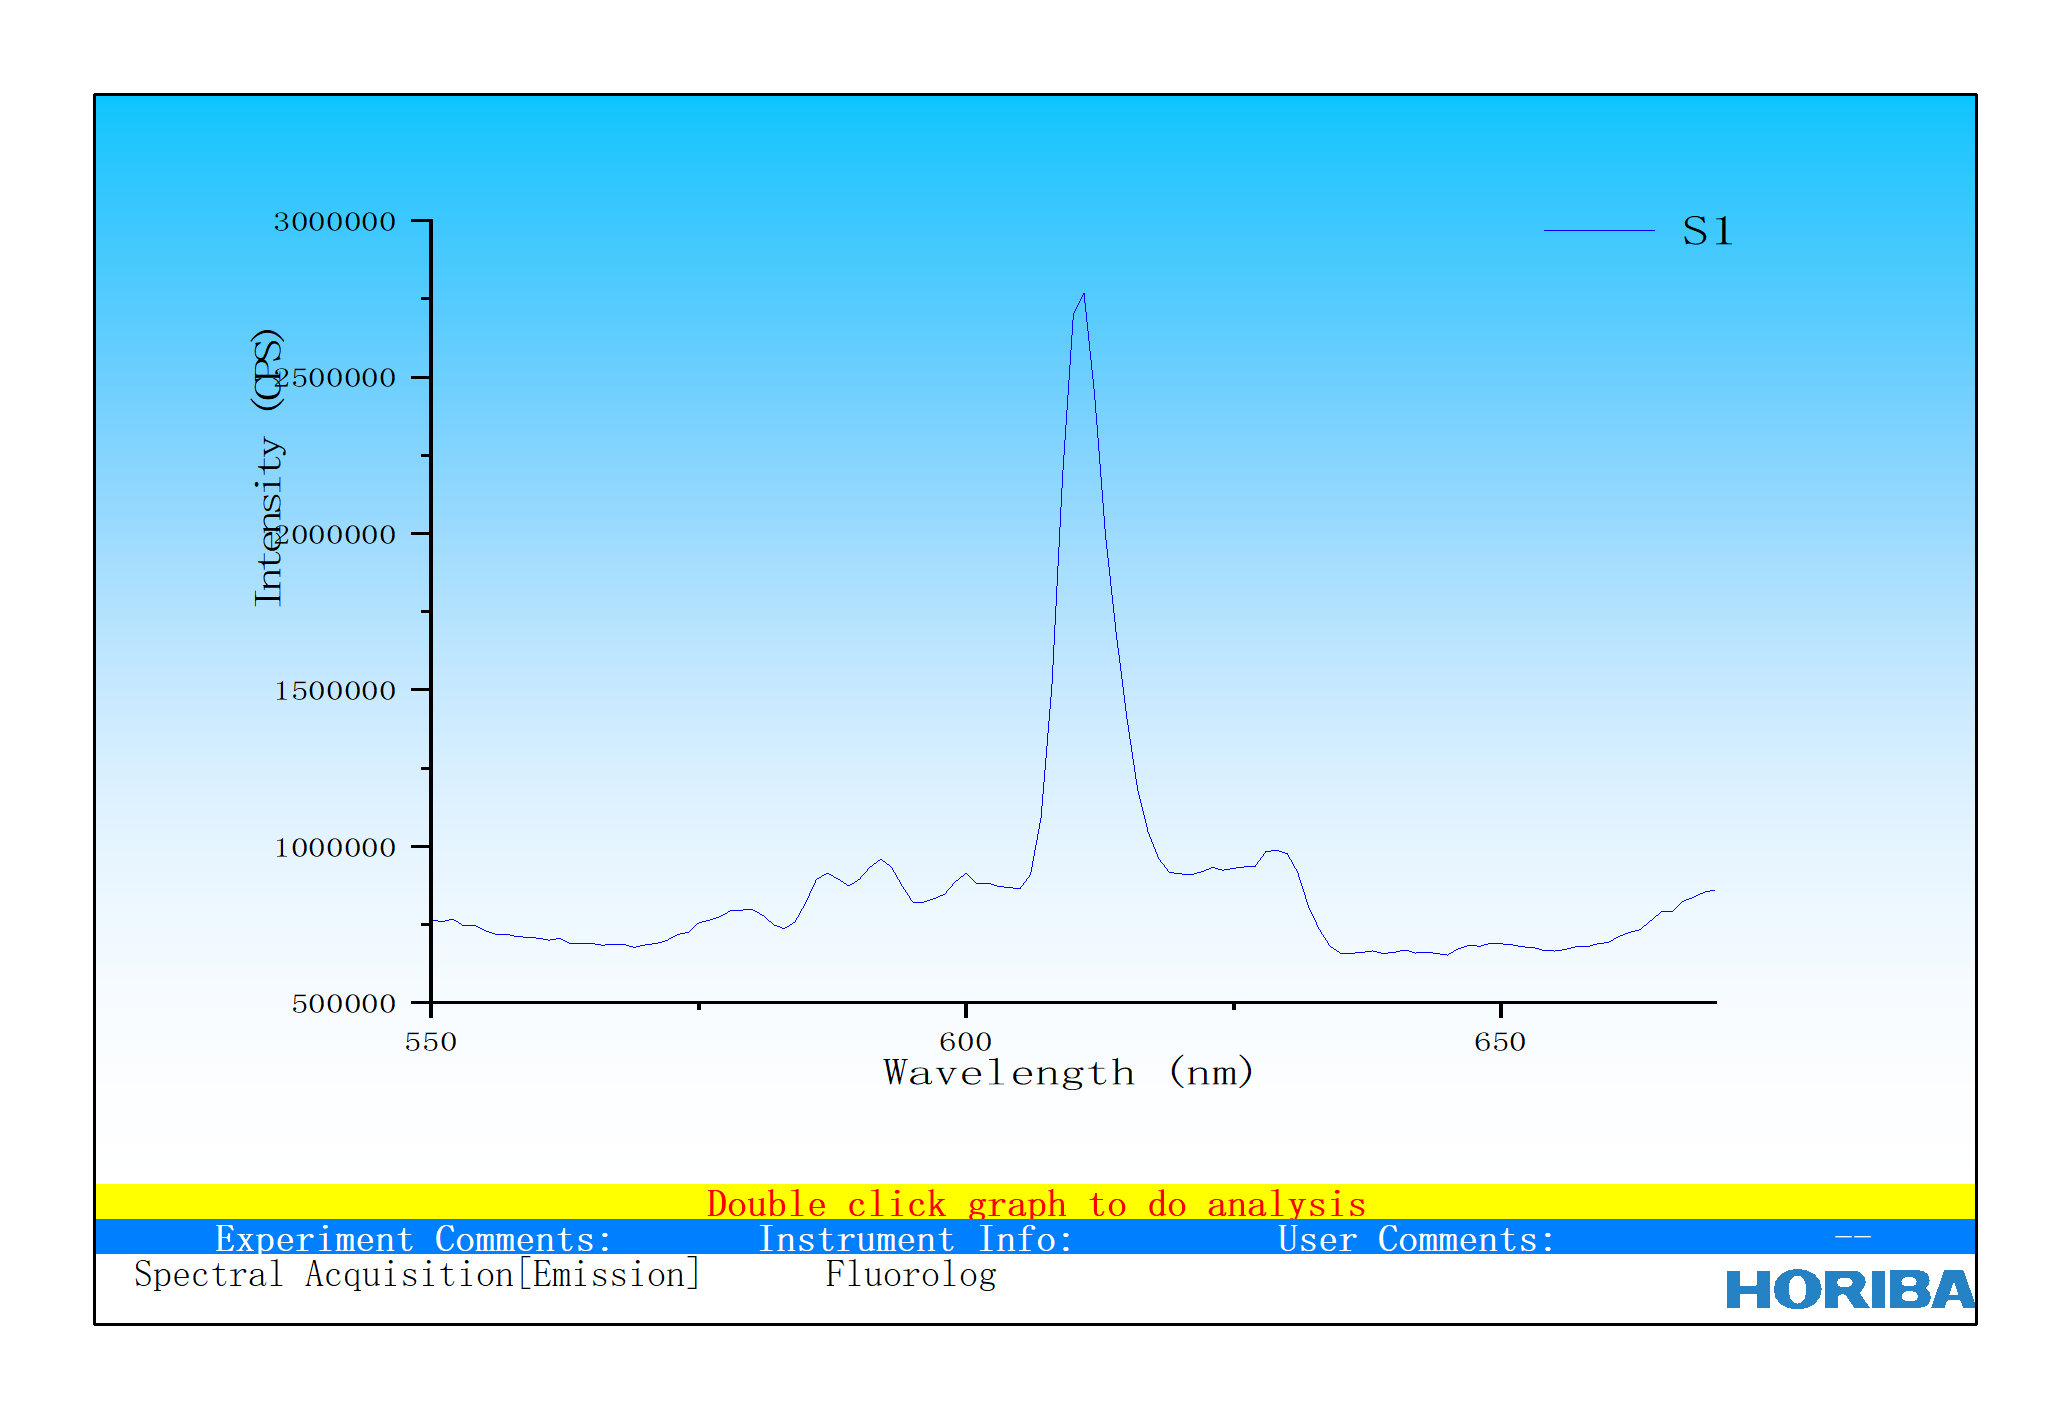 S1
3000000
2500000
2000000
1500000
1000000
500000
Intensity (CPS)
550
600
650
Wavelength (nm)
Double click graph to do analysis
Experiment Comments: Instrument Info: User Comments: --
Spectral Acquisition[Emission] Fluorolog
HORIBA